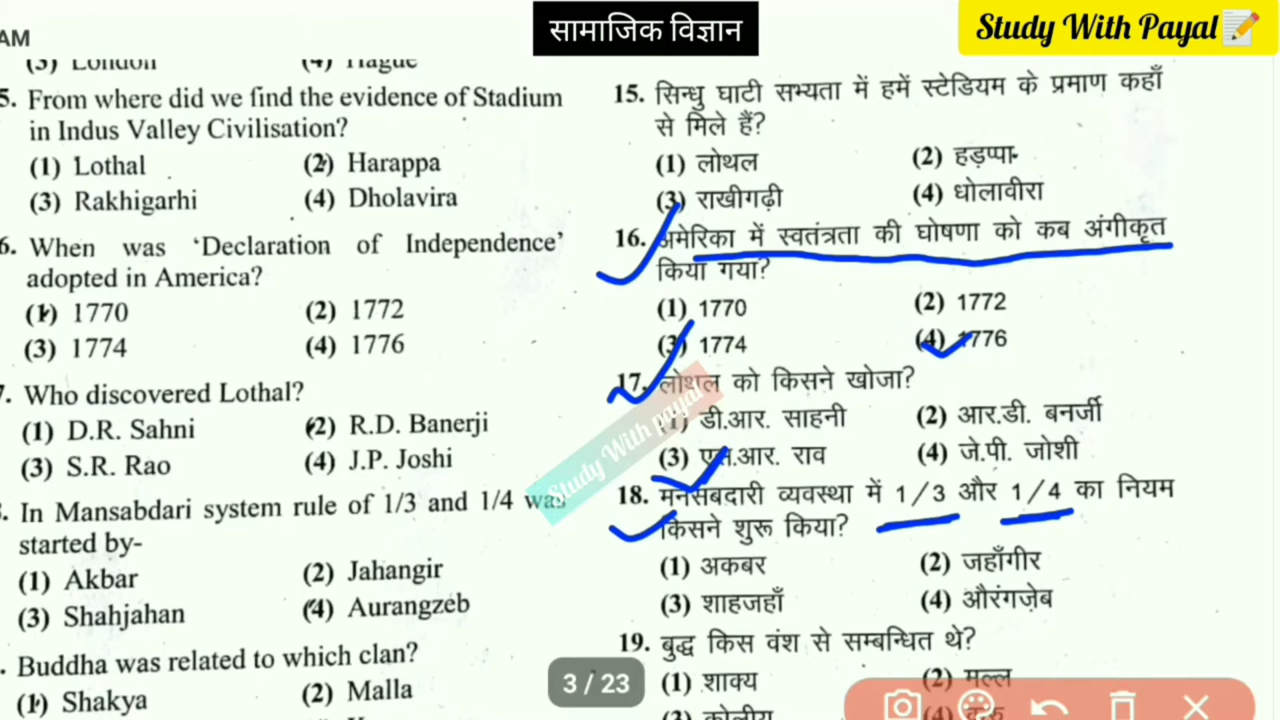 सामाजिक विज्ञान
Study With Payal
AM
(3) London
(4) Hague
5. From where did we find the evidence of Stadium
in Indus Valley Civilisation?
(1) Lothal
(2) Harappa
(3) Rakhigarhi
(4) Dholavira
6. When was ‘Declaration of Independence’
adopted in America?
(1) 1770
(2) 1772
(3) 1774
(4) 1776
7. Who discovered Lothal?
(1) D.R. Sahni
(2) R.D. Banerji
(3) S.R. Rao
(4) J.P. Joshi
. In Mansabdari system rule of 1/3 and 1/4 was
started by-
(1) Akbar
(2) Jahangir
(3) Shahjahan
(4) Aurangzeb
. Buddha was related to which clan?
(1) Shakya
(2) Malla
15. सिन्धु घाटी सभ्यता में हमें स्टेडियम के प्रमाण कहाँ
से मिले हैं?
(1) लोथल
(2) हड़प्पा
(3) राखीगढ़ी
(4) धोलावीरा
16. अमेरिका में स्वतंत्रता की घोषणा को कब अंगीकृत
किया गया?
(1) 1770
(2) 1772
(3) 1774
(4) 1776
17. लोथल को किसने खोजा?
(1) डी.आर. साहनी
(2) आर.डी. बनर्जी
(3) एस.आर. राव
(4) जे.पी. जोशी
18. मनसबदारी व्यवस्था में 1/3 और 1/4 का नियम
किसने शुरू किया?
(1) अकबर
(2) जहाँगीर
(3) शाहजहाँ
(4) औरंगज़ेब
19. बुद्ध किस वंश से सम्बन्धित थे?
(1) शाक्य
(2) मल्ल
(3) कोलीय
(4)
Study With payal
3 / 23